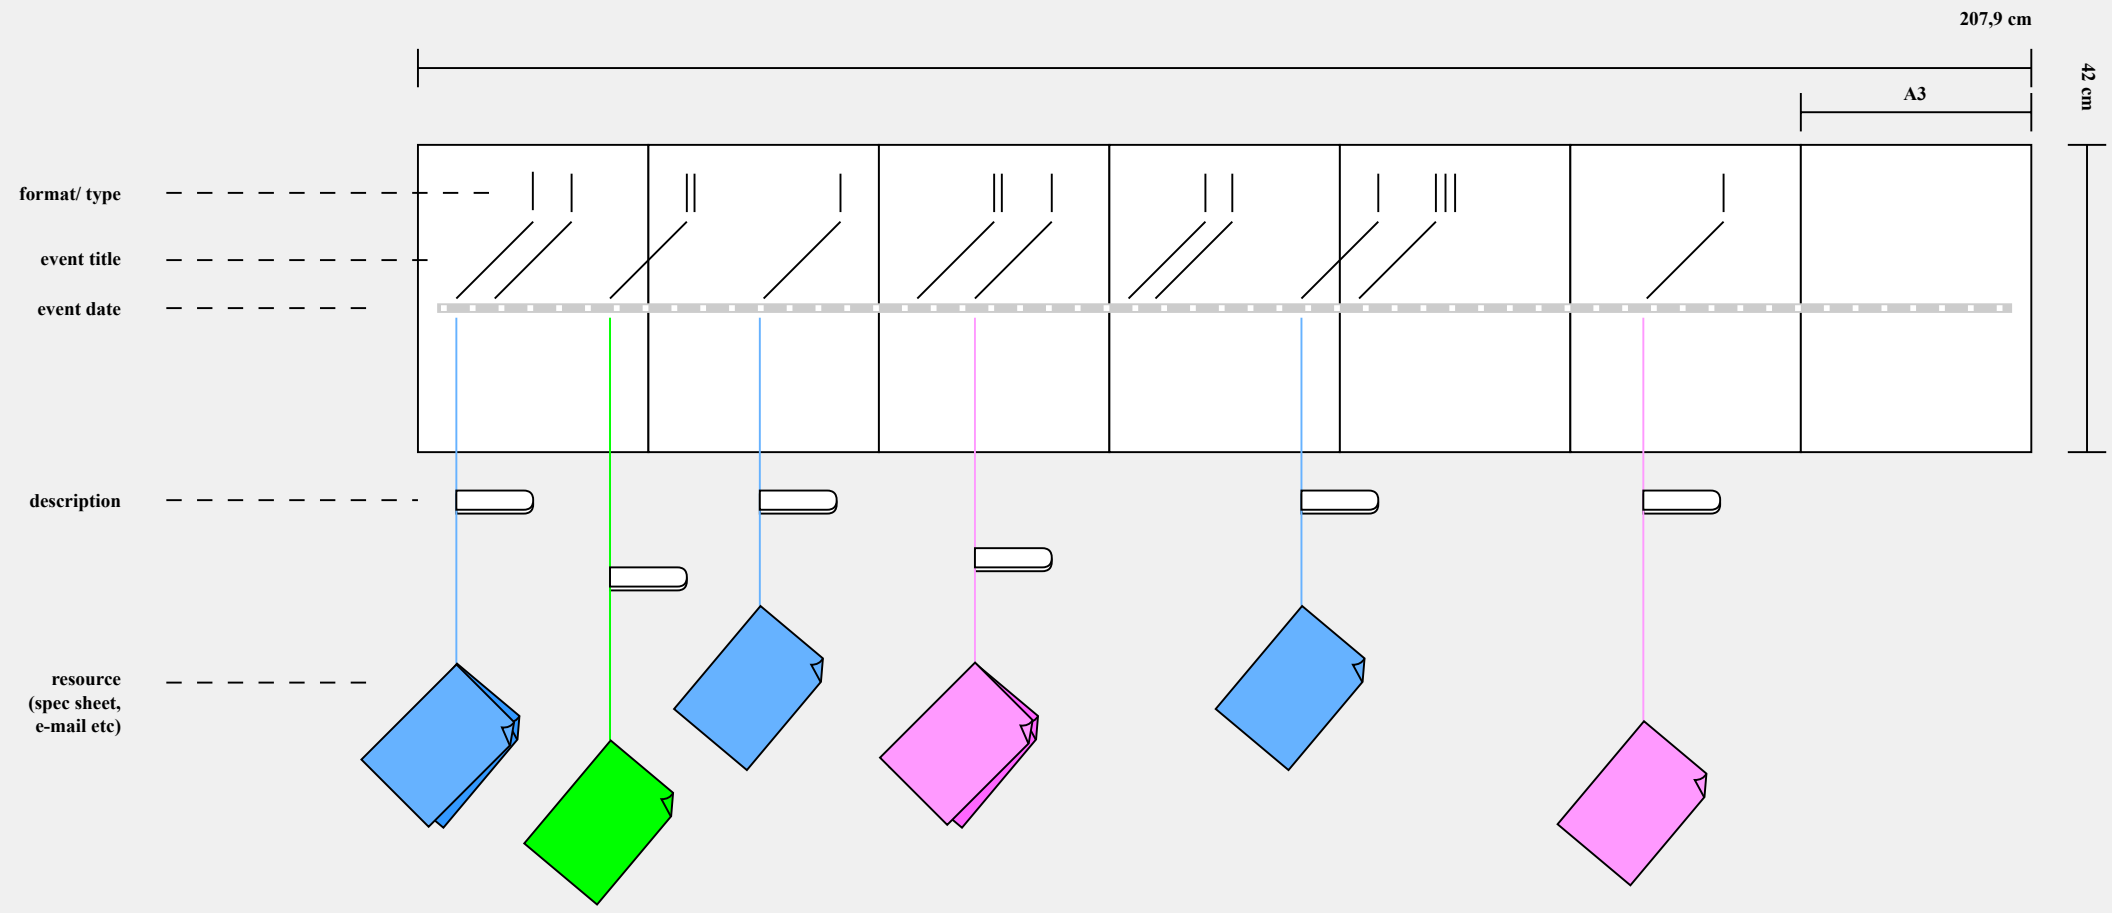 207,9 cm
42 cm
A3
format/ type
event title
event date
description
resource
(spec sheet,
e-mail etc)